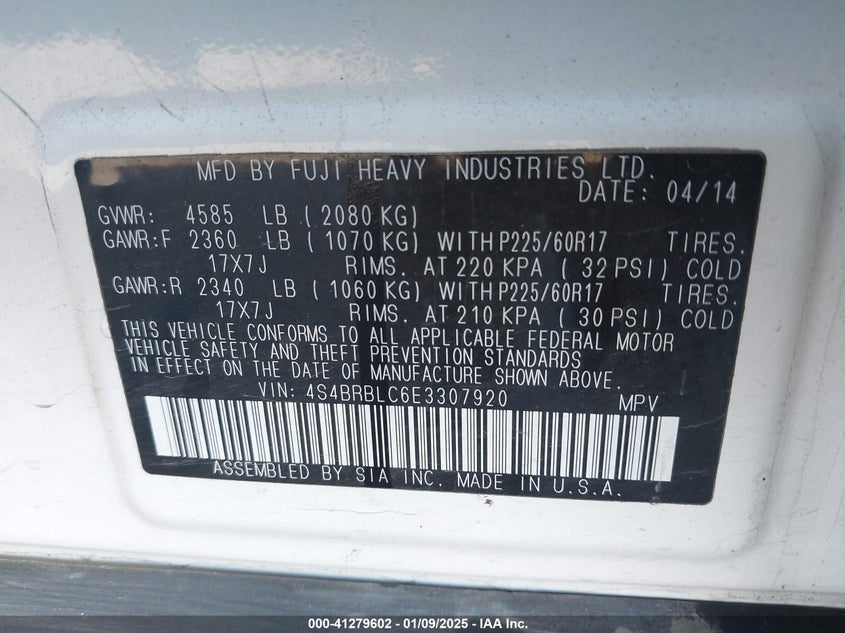 MFD BY FUJI HEAVY INDUSTRIES LTD.
DATE: 04/14
GVWR: 4585 LB ( 2080 KG)
GAWR:F 2360 LB ( 1070 KG) WITH P225/60R17 TIRES.
17X7J RIMS. AT 220 KPA ( 32 PSI) COLD
GAWR:R 2340 LB ( 1060 KG) WITH P225/60R17 TIRES.
17X7J RIMS. AT 210 KPA ( 30 PSI) COLD
THIS VEHICLE CONFORMS TO ALL APPLICABLE FEDERAL MOTOR
VEHICLE SAFETY AND THEFT PREVENTION STANDARDS
IN EFFECT ON THE DATE OF MANUFACTURE SHOWN ABOVE.
VIN: 4S4BRBLC6E3307920 MPV
ASSEMBLED BY SIA INC. MADE IN U.S.A.
000-41279602 - 01/09/2025 - IAA Inc.